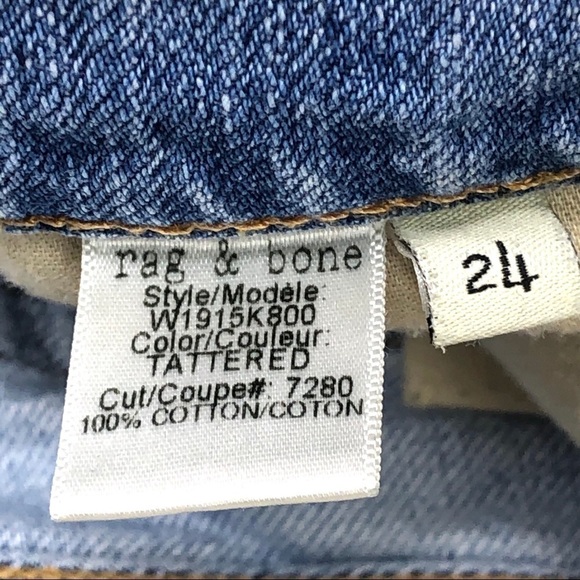 rag & bone
Style/Modèle:
W1915K800
Color/Couleur:
TATTERED
Cut/Coupe#: 7280
100% COTTON/COTON
24